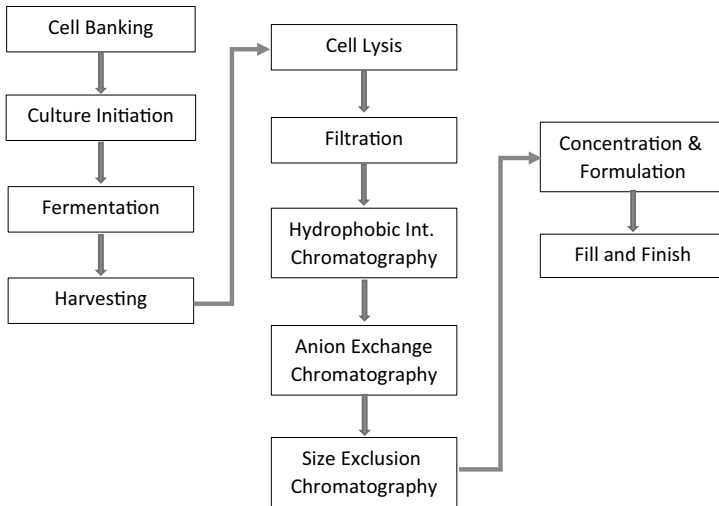 Cell Banking
Culture Initiation
Fermentation
Harvesting
Cell Lysis
Filtration
Hydrophobic Int.
Chromatography
Anion Exchange
Chromatography
Size Exclusion
Chromatography
Concentration &
Formulation
Fill and Finish